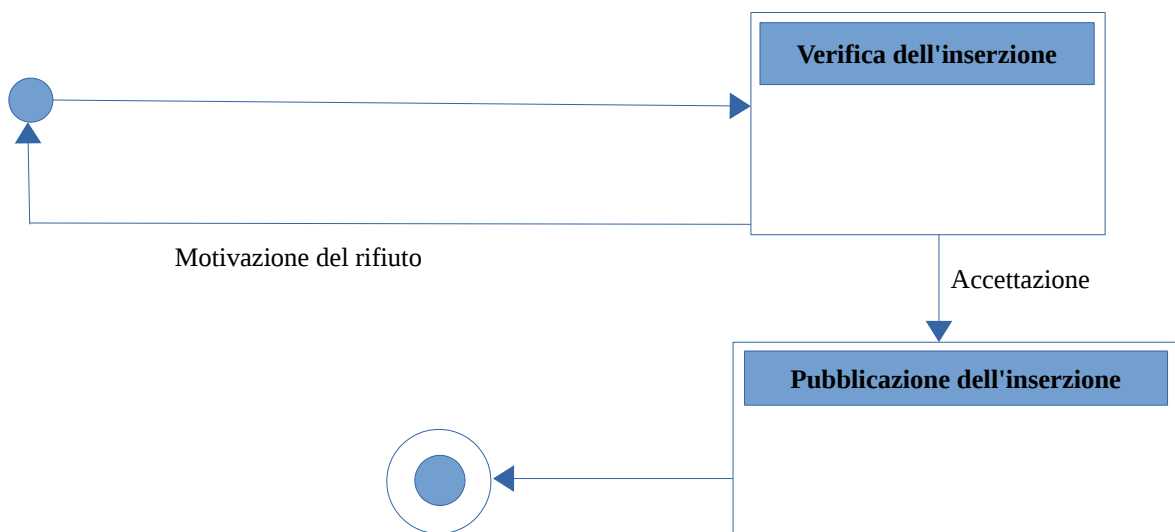 Verifica dell'inserzione
Motivazione del rifiuto
Accettazione
Pubblicazione dell'inserzione